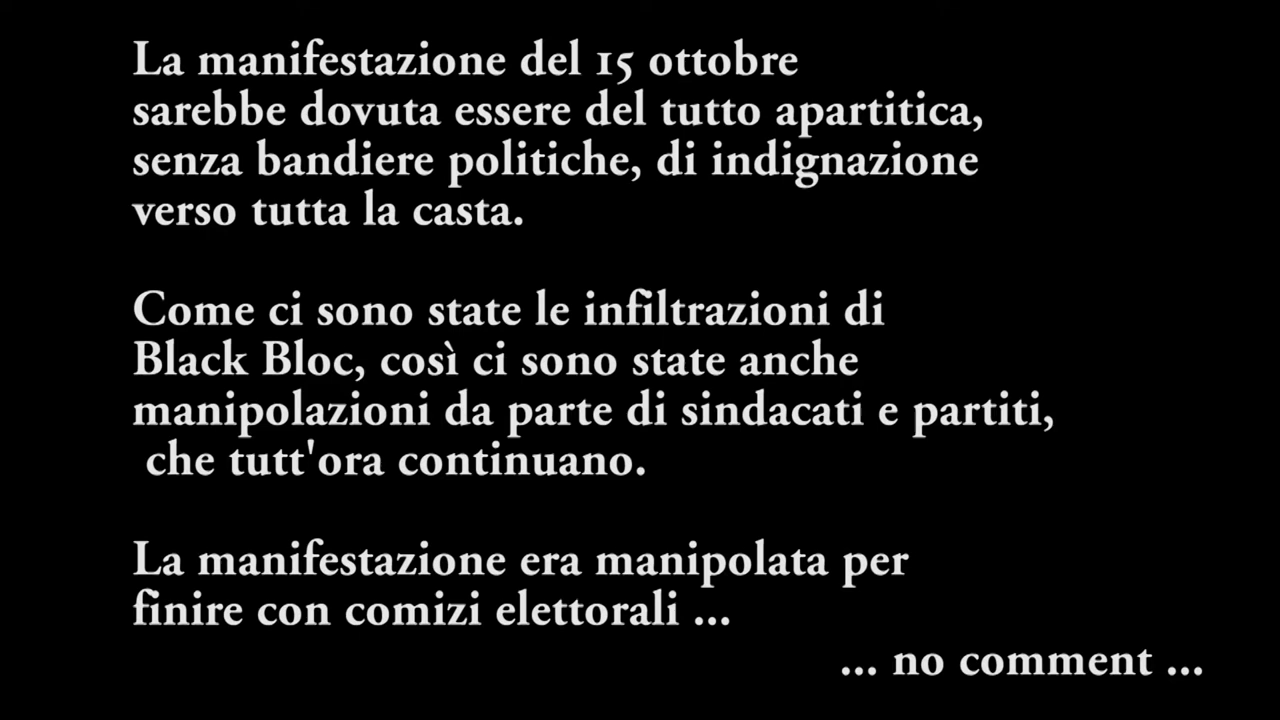 La manifestazione del 15 ottobre
sarebbe dovuta essere del tutto apartitica,
senza bandiere politiche, di indignazione
verso tutta la casta.
Come ci sono state le infiltrazioni di
Black Bloc, così ci sono state anche
manipolazioni da parte di sindacati e partiti,
che tutt'ora continuano.
La manifestazione era manipolata per
finire con comizi elettorali ...
... no comment ...